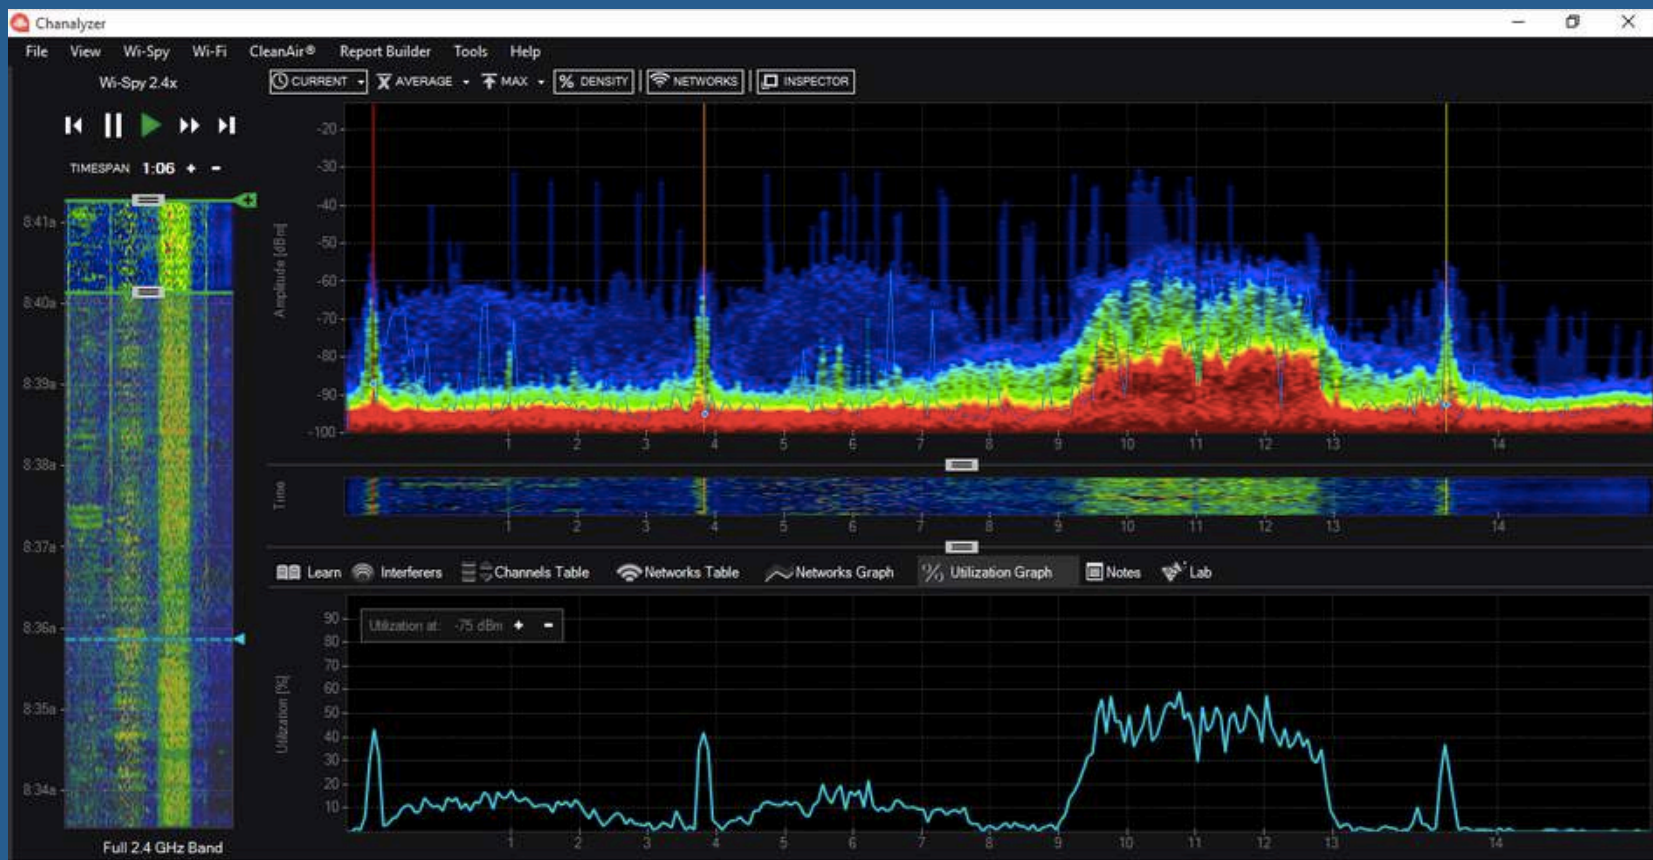 Chanalyzer
File View Wi-Spy Wi-Fi CleanAir® Report Builder Tools Help
Wi-Spy 2.4x
CURRENT AVERAGE MAX % DENSITY NETWORKS INSPECTOR
TIMESPAN 1:06 + -
8:41a
8:40a
8:39a
8:38a
8:37a
8:36a
8:35a
8:34a
Full 2.4 GHz Band
Amplitude [dBm]
-20
-30
-40
-50
-60
-70
-80
-90
-100
1 2 3 4 5 6 7 8 9 10 11 12 13 14
Time
1 2 3 4 5 6 7 8 9 10 11 12 13 14
Learn Interferers Channels Table Networks Table Networks Graph % Utilization Graph Notes Lab
Utilization at: -75 dBm + -
Utilization [%]
90
80
70
60
50
40
30
20
10
1 2 3 4 5 6 7 8 9 10 11 12 13 14